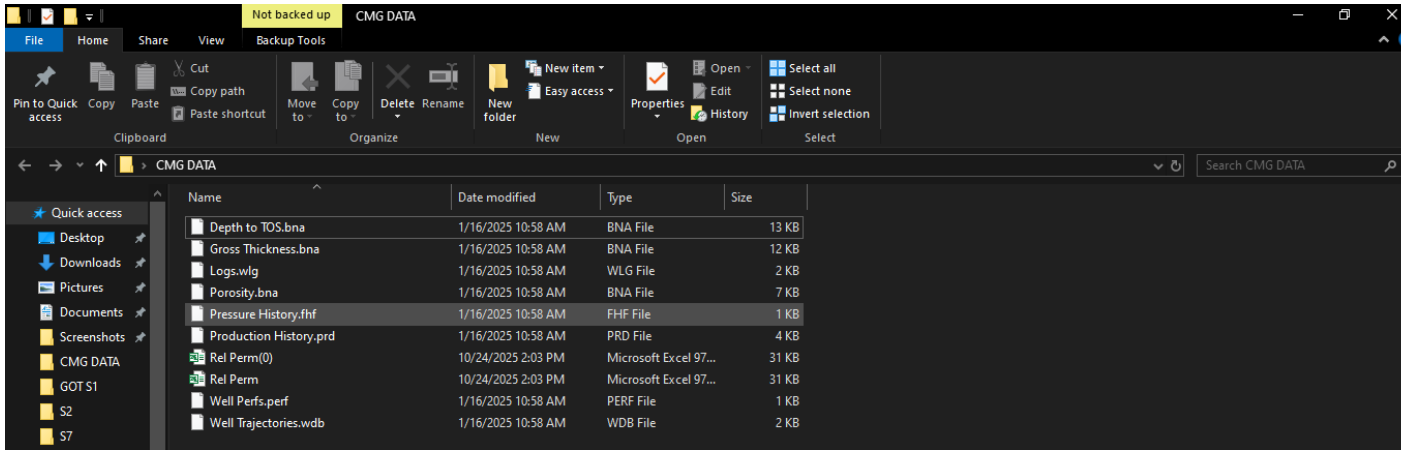 Not backed up CMG DATA
File Home Share View Backup Tools
Pin to Quick access
Copy
Paste
Cut
Copy path
Paste shortcut
Clipboard
Move to
Copy to
Delete
Rename
Organize
New folder
New item
Easy access
New
Properties
Open
Edit
History
Open
Select all
Select none
Invert selection
Select
CMG DATA
Search CMG DATA
Quick access
Desktop
Downloads
Pictures
Documents
Screenshots
CMG DATA
GOT S1
S2
S7
Name Date modified Type Size
Depth to TOS.bna 1/16/2025 10:58 AM BNA File 13 KB
Gross Thickness.bna 1/16/2025 10:58 AM BNA File 12 KB
Logs.wlg 1/16/2025 10:58 AM WLG File 2 KB
Porosity.bna 1/16/2025 10:58 AM BNA File 7 KB
Pressure History.fhf 1/16/2025 10:58 AM FHF File 1 KB
Production History.prd 1/16/2025 10:58 AM PRD File 4 KB
Rel Perm(0) 10/24/2025 2:03 PM Microsoft Excel 97... 31 KB
Rel Perm 10/24/2025 2:03 PM Microsoft Excel 97... 31 KB
Well Perfs.perf 1/16/2025 10:58 AM PERF File 1 KB
Well Trajectories.wdb 1/16/2025 10:58 AM WDB File 2 KB